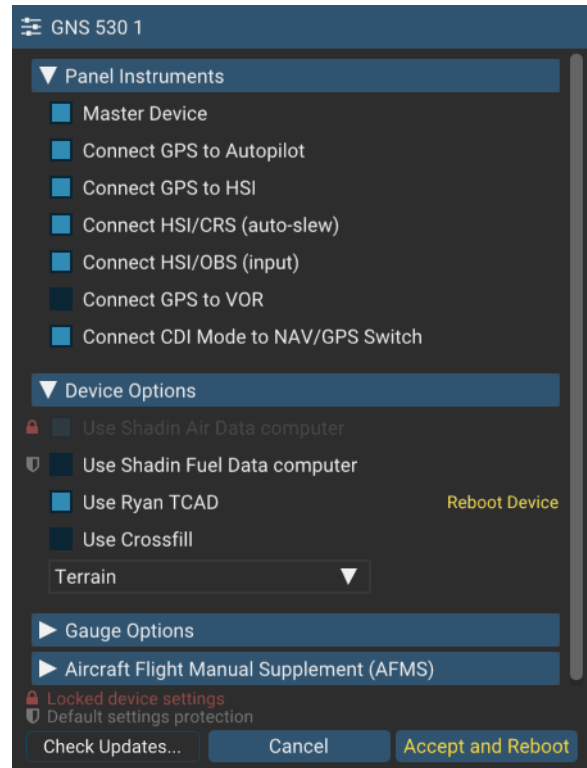 GNS 530 1
Panel Instruments
Master Device
Connect GPS to Autopilot
Connect GPS to HSI
Connect HSI/CRS (auto-slew)
Connect HSI/OBS (input)
Connect GPS to VOR
Connect CDI Mode to NAV/GPS Switch
Device Options
Use Shadin Air Data computer
Use Shadin Fuel Data computer
Use Ryan TCAD Reboot Device
Use Crossfill
Terrain
Gauge Options
Aircraft Flight Manual Supplement (AFMS)
Locked device settings
Default settings protection
Check Updates... Cancel Accept and Reboot